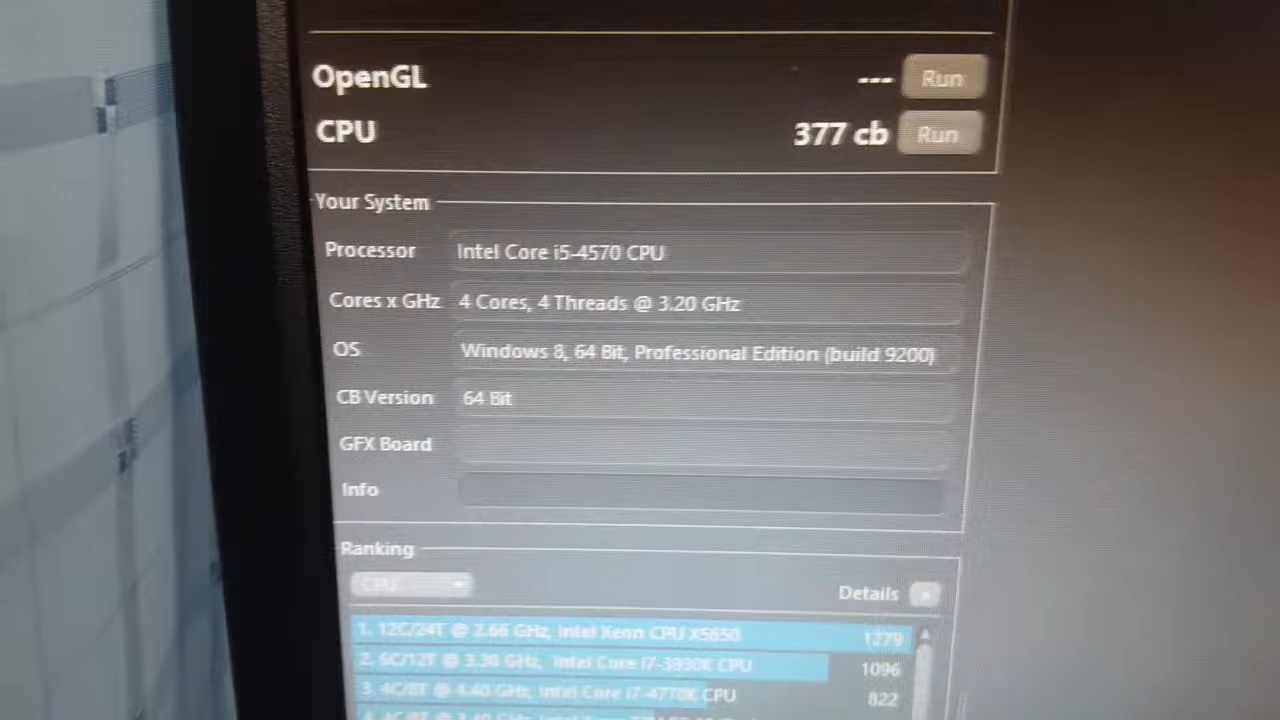 OpenGL --- Run
CPU 377 cb Run
Your System
Processor Intel Core i5-4570 CPU
Cores x GHz 4 Cores, 4 Threads @ 3.20 GHz
OS Windows 8, 64 Bit, Professional Edition (build 9200)
CB Version 64 Bit
GFX Board
Info
Ranking
CPU Details
1. 12C/24T @ 2.66 GHz, Intel Xeon CPU X5650 1279
2. 6C/12T @ 3.30 GHz, Intel Core i7-3930K CPU 1096
3. 4C/8T @ 4.40 GHz, Intel Core i7-4770K CPU 822